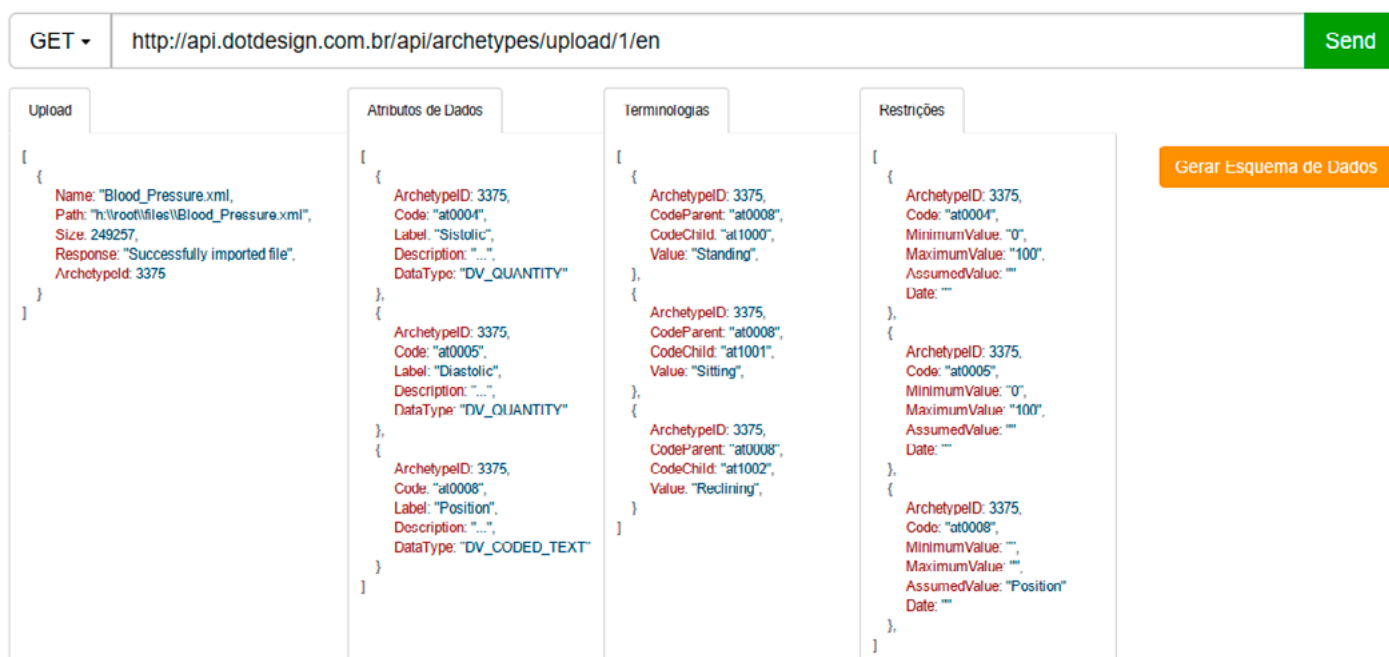 GET
http://api.dotdesign.com.br/api/archetypes/upload/1/en
Send
Upload
[
{
Name: "Blood_Pressure.xml,
Path: "h:\\root\\files\\Blood_Pressure.xml",
Size: 249257,
Response: "Successfully imported file",
ArchetypeId: 3375
}
]
Atributos de Dados
[
{
ArchetypeID: 3375,
Code: "at0004",
Label: "Sistolic",
Description: "...",
DataType: "DV_QUANTITY"
},
{
ArchetypeID: 3375,
Code: "at0005",
Label: "Diastolic",
Description: "...",
DataType: "DV_QUANTITY"
},
{
ArchetypeID: 3375,
Code: "at0008",
Label: "Position",
Description: "...",
DataType: "DV_CODED_TEXT"
}
]
Terminologias
[
{
ArchetypeID: 3375,
CodeParent: "at0008",
CodeChild: "at1000",
Value: "Standing",
},
{
ArchetypeID: 3375,
CodeParent: "at0008",
CodeChild: "at1001",
Value: "Sitting",
},
{
ArchetypeID: 3375,
CodeParent: "at0008",
CodeChild: "at1002",
Value: "Reclining",
}
]
Restrições
[
{
ArchetypeID: 3375,
Code: "at0004",
MinimumValue: "0",
MaximumValue: "100",
AssumedValue: ""
Date: ""
},
{
ArchetypeID: 3375,
Code: "at0005",
MinimumValue: "0",
MaximumValue: "100",
AssumedValue: ""
Date: ""
},
{
ArchetypeID: 3375,
Code: "at0008",
MinimumValue: "",
MaximumValue: "",
AssumedValue: "Position"
Date: ""
},
]
Gerar Esquema de Dados